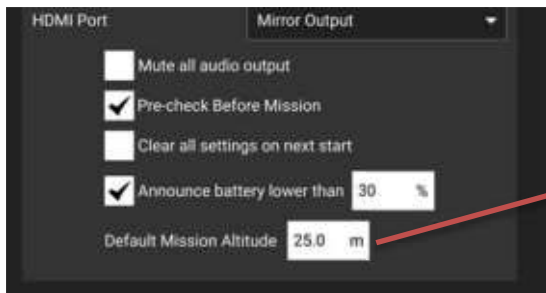 HDMI Port Mirror Output
Mute all audio output
Pre-check Before Mission
Clear all settings on next start
Announce battery lower than 30 %
Default Mission Altitude 25.0 m